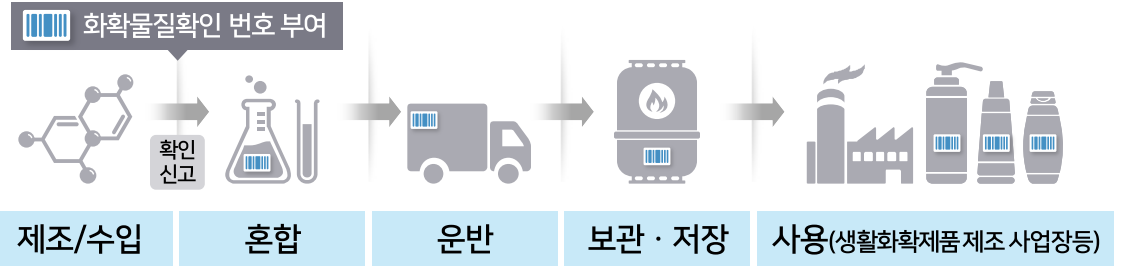 화확물질확인 번호 부여
확인
신고
제조/수입
혼합
운반
보관 · 저장
사용(생활화확제품 제조 사업장등)